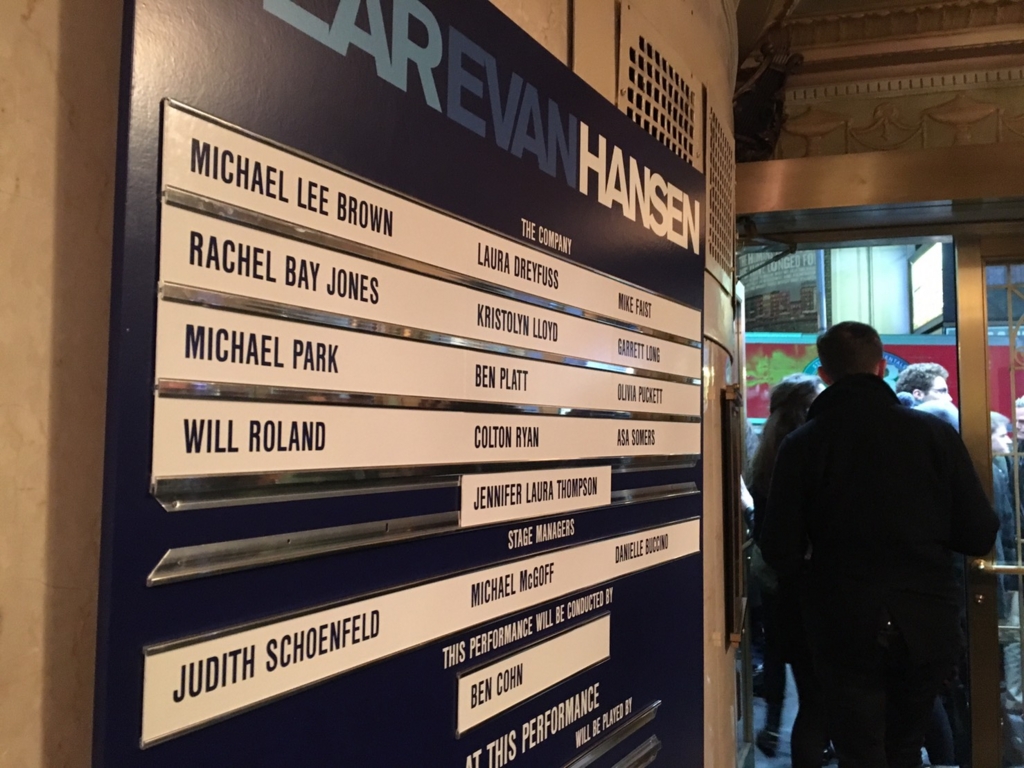 EAR EVAN HANSEN
THE COMPANY
MICHAEL LEE BROWN LAURA DREYFUSS MIKE FAIST
RACHEL BAY JONES KRISTOLYN LLOYD GARRETT LONG
MICHAEL PARK BEN PLATT OLIVIA PUCKETT
WILL ROLAND COLTON RYAN ASA SOMERS
JENNIFER LAURA THOMPSON
STAGE MANAGERS
JUDITH SCHOENFELD MICHAEL McGOFF DANIELLE BUCCINO
THIS PERFORMANCE WILL BE CONDUCTED BY
BEN COHN
AT THIS PERFORMANCE
WILL BE PLAYED BY